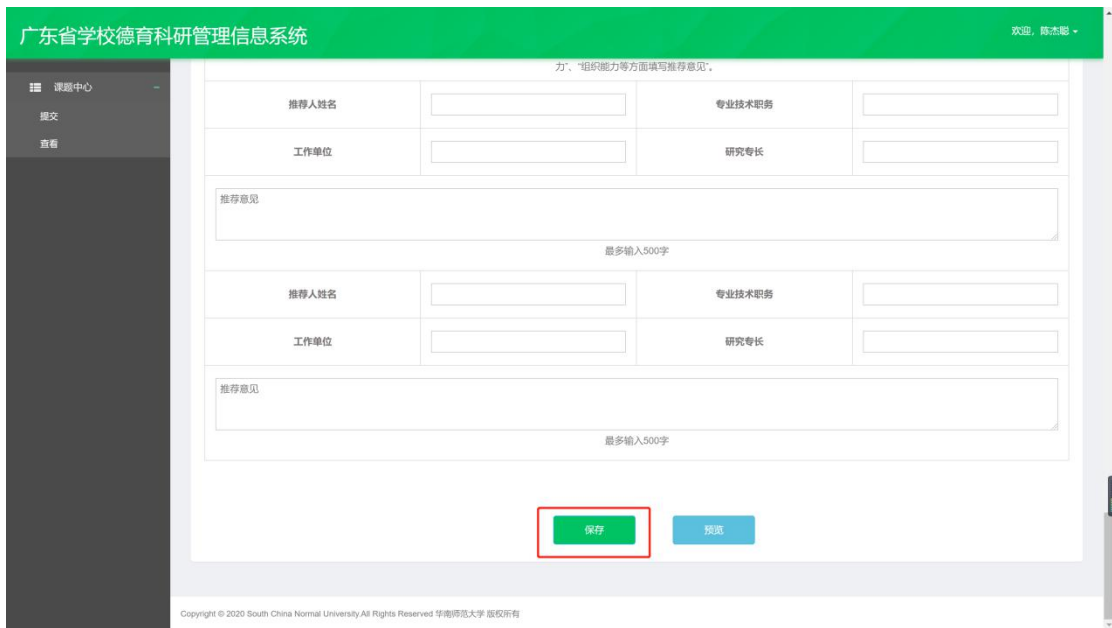 广东省学校德育科研管理信息系统
欢迎，陈杰聪
课题中心
提交
查看
力”、“组织能力等方面填写推荐意见”。
推荐人姓名 专业技术职务
工作单位 研究专长
推荐意见
最多输入500字
推荐人姓名 专业技术职务
工作单位 研究专长
推荐意见
最多输入500字
保存 预览
Copyright © 2020 South China Normal University.All Rights Reserved 华南师范大学 版权所有